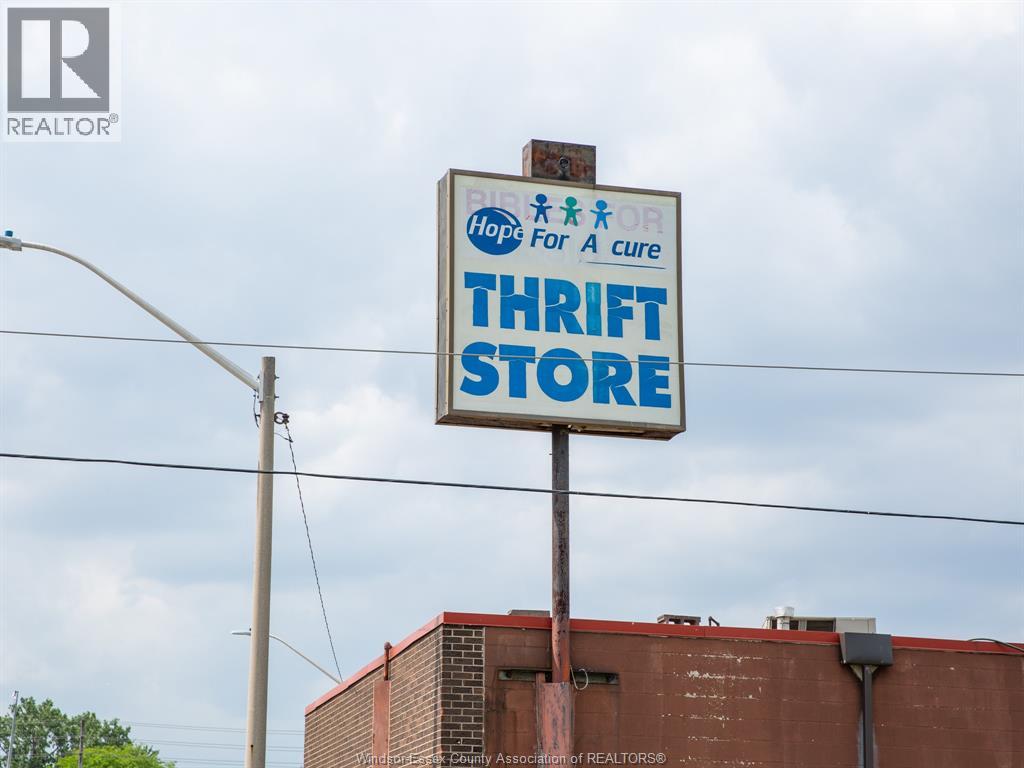 REALTOR®
Hope For A cure
THRIFT
STORE
Windsor-Essex County Association of REALTORS®